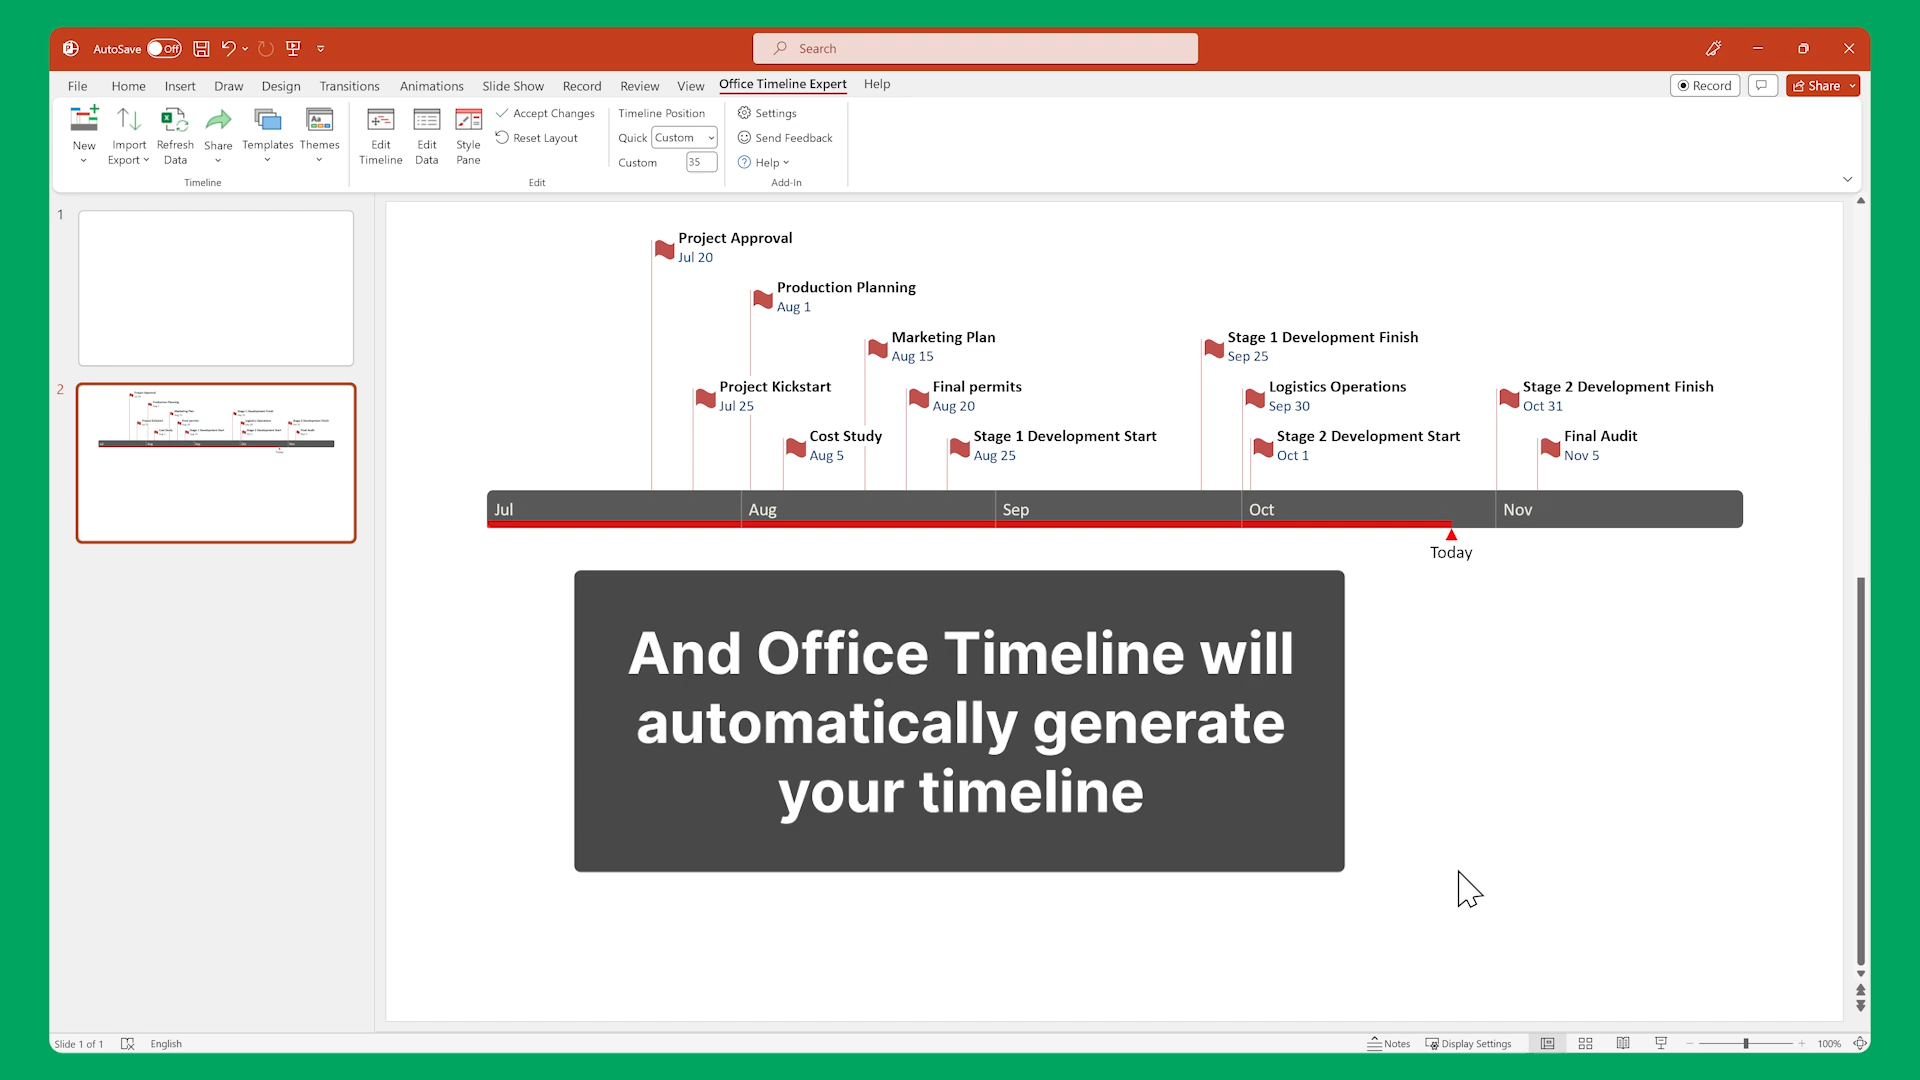 AutoSave Off
Search
File Home Insert Draw Design Transitions Animations Slide Show Record Review View Office Timeline Expert Help
Record Share
New
Import Export
Refresh Data
Share
Templates
Themes
Timeline
Edit Timeline
Edit Data
Style Pane
Accept Changes
Reset Layout
Edit
Timeline Position
Quick Custom
Custom 35
Settings
Send Feedback
Help
Add-In
1
2
Project Approval
Jul 20
Production Planning
Aug 1
Marketing Plan
Aug 15
Stage 1 Development Finish
Sep 25
Project Kickstart
Jul 25
Final permits
Aug 20
Logistics Operations
Sep 30
Stage 2 Development Finish
Oct 31
Cost Study
Aug 5
Stage 1 Development Start
Aug 25
Stage 2 Development Start
Oct 1
Final Audit
Nov 5
Jul Aug Sep Oct Nov
Today
And Office Timeline will
automatically generate
your timeline
Slide 1 of 1 English Notes Display Settings 100%